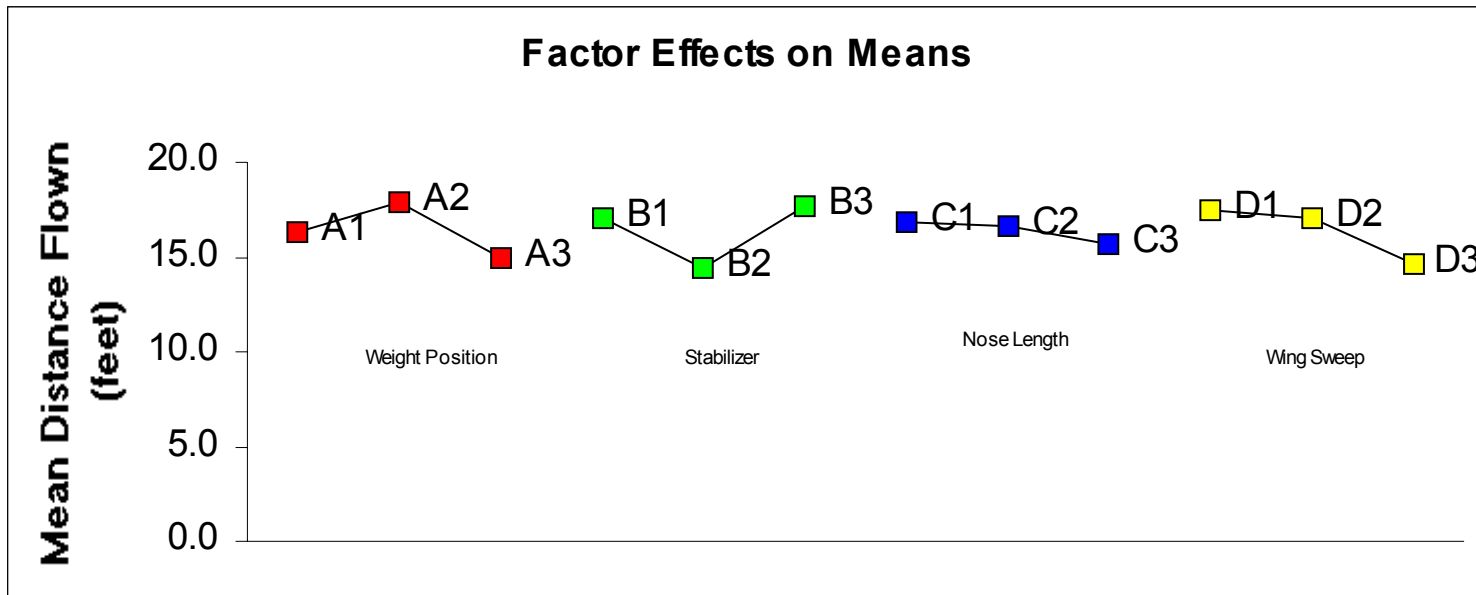 Factor Effects on Means
Mean Distance Flown
(feet)
20.0
15.0
10.0
5.0
0.0
A1
A2
A3
B1
B2
B3
C1
C2
C3
D1
D2
D3
Weight Position
Stabilizer
Nose Length
Wing Sweep